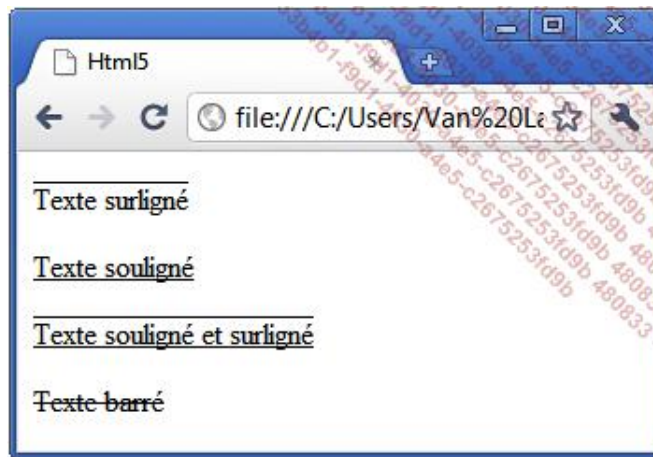 Html5
file:///C:/Users/Van%20La
Texte surligné
Texte souligné
Texte souligné et surligné
Texte barré